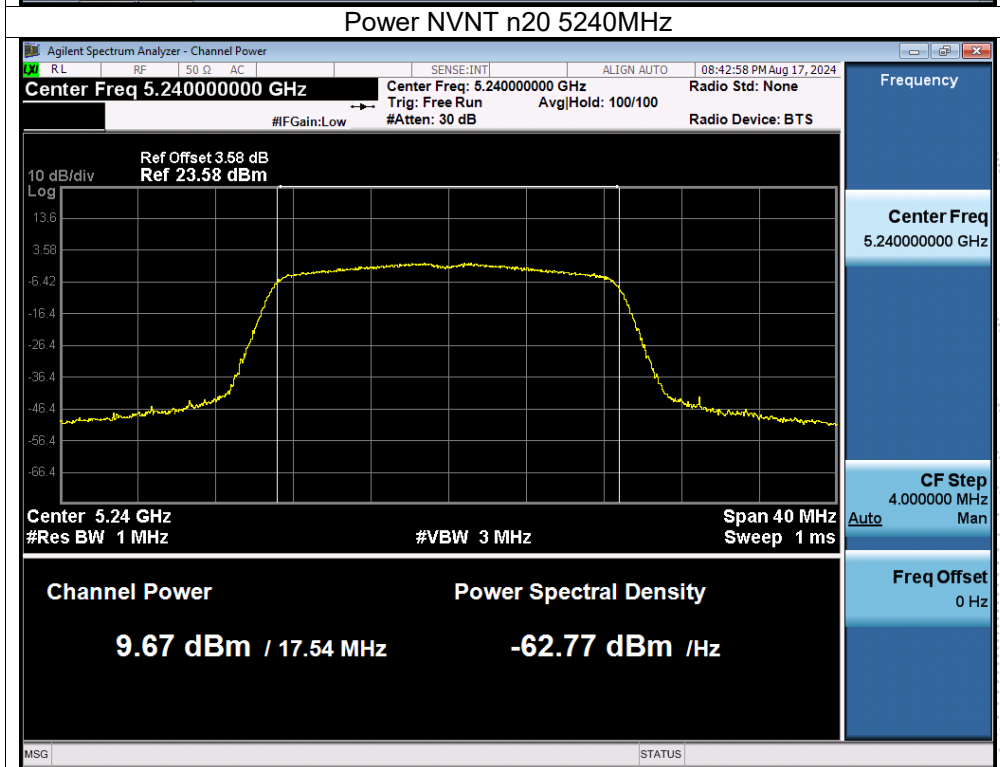 Power NVNT n20 5240MHz
Agilent Spectrum Analyzer - Channel Power
LXI RL RF 50 Ω AC SENSE:INT ALIGN AUTO 08:42:58 PM Aug 17, 2024
Center Freq 5.240000000 GHz Center Freq: 5.240000000 GHz Radio Std: None
Trig: Free Run Avg|Hold: 100/100
#IFGain:Low #Atten: 30 dB Radio Device: BTS
Frequency
Ref Offset 3.58 dB
10 dB/div Ref 23.58 dBm
Log
13.6
3.58
-6.42
-16.4
-26.4
-36.4
-46.4
-56.4
-66.4
Center 5.24 GHz Span 40 MHz
#Res BW 1 MHz #VBW 3 MHz Sweep 1 ms
Center Freq
5.240000000 GHz
CF Step
4.000000 MHz
Auto Man
Freq Offset
0 Hz
Channel Power Power Spectral Density
9.67 dBm / 17.54 MHz -62.77 dBm /Hz
MSG STATUS